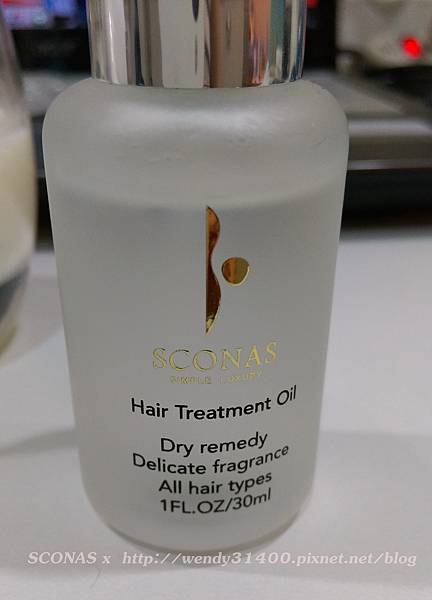 SCONAS
SIMPLE LUXURY
Hair Treatment Oil
Dry remedy
Delicate fragrance
All hair types
1FL.OZ/30ml
SCONAS x http://wendy31400.pixnet.net/blog